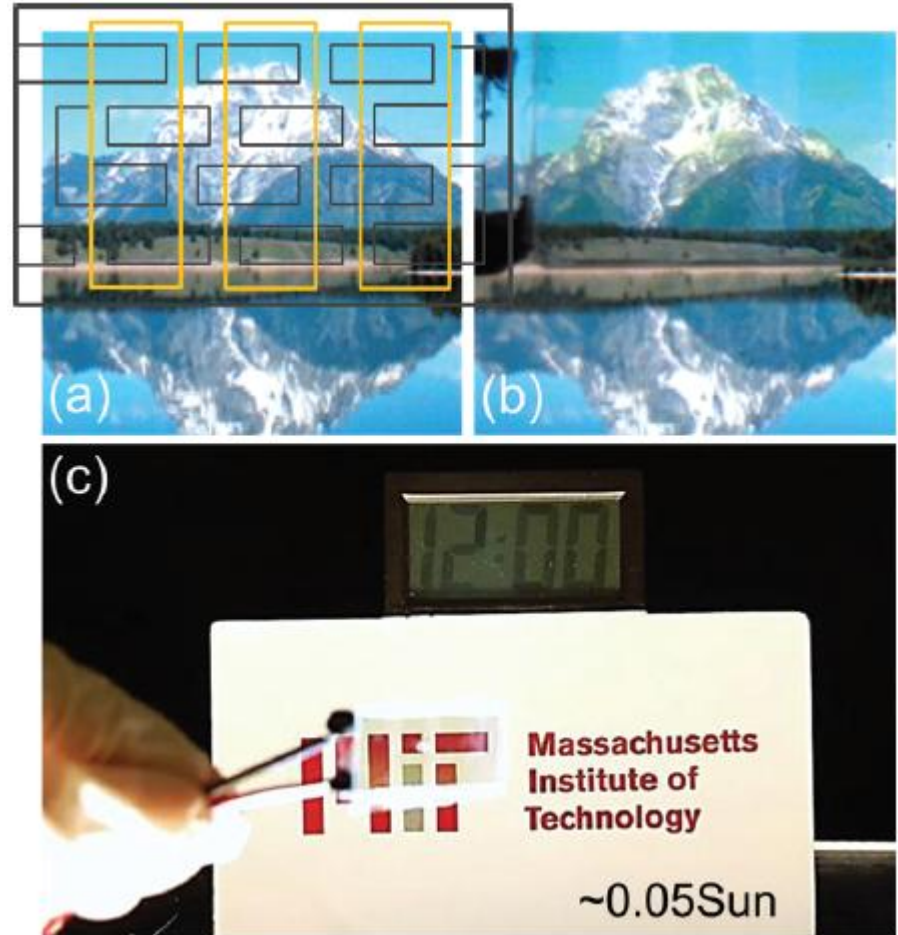 (a)
(b)
(c)
12:00
Massachusetts
Institute of
Technology
~0.05Sun